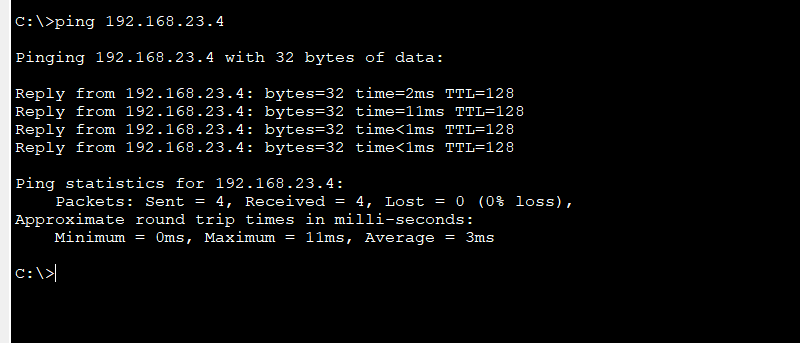 C:\>ping 192.168.23.4
Pinging 192.168.23.4 with 32 bytes of data:
Reply from 192.168.23.4: bytes=32 time=2ms TTL=128
Reply from 192.168.23.4: bytes=32 time=11ms TTL=128
Reply from 192.168.23.4: bytes=32 time<1ms TTL=128
Reply from 192.168.23.4: bytes=32 time<1ms TTL=128
Ping statistics for 192.168.23.4:
    Packets: Sent = 4, Received = 4, Lost = 0 (0% loss),
Approximate round trip times in milli-seconds:
    Minimum = 0ms, Maximum = 11ms, Average = 3ms
C:\>